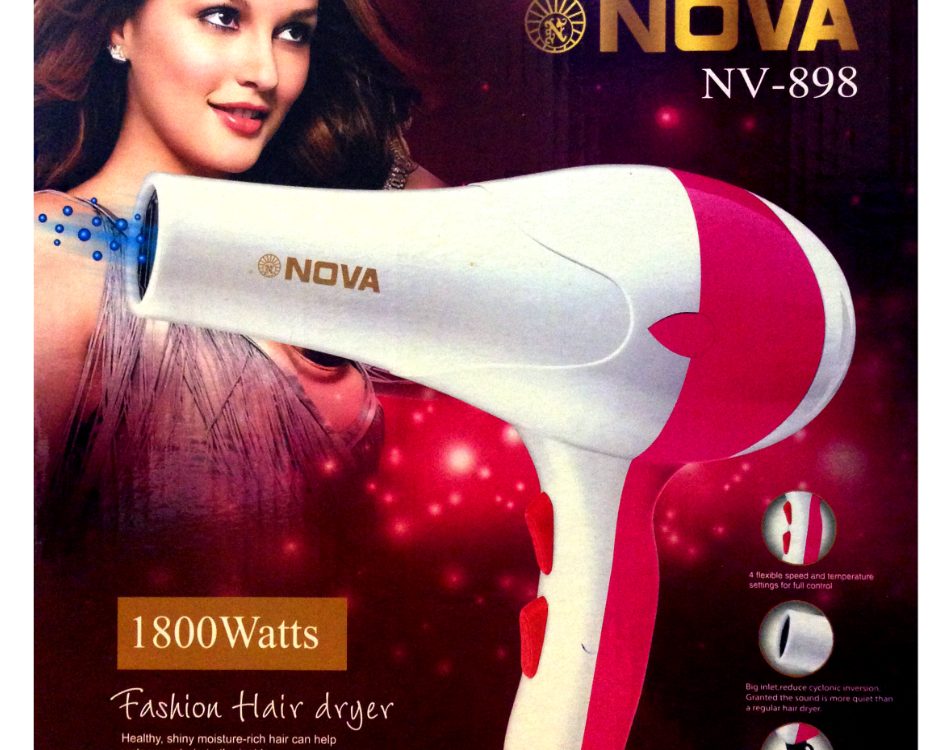 NOVA
NV-898
NOVA
4 flexible speed and temperature
settings for full control
1800Watts
Big inlet,reduce cyclonic inversion.
Granted the sound is more quiet than
a regular hair dryer.
Fashion Hair dryer
Healthy, shiny moisture-rich hair can help